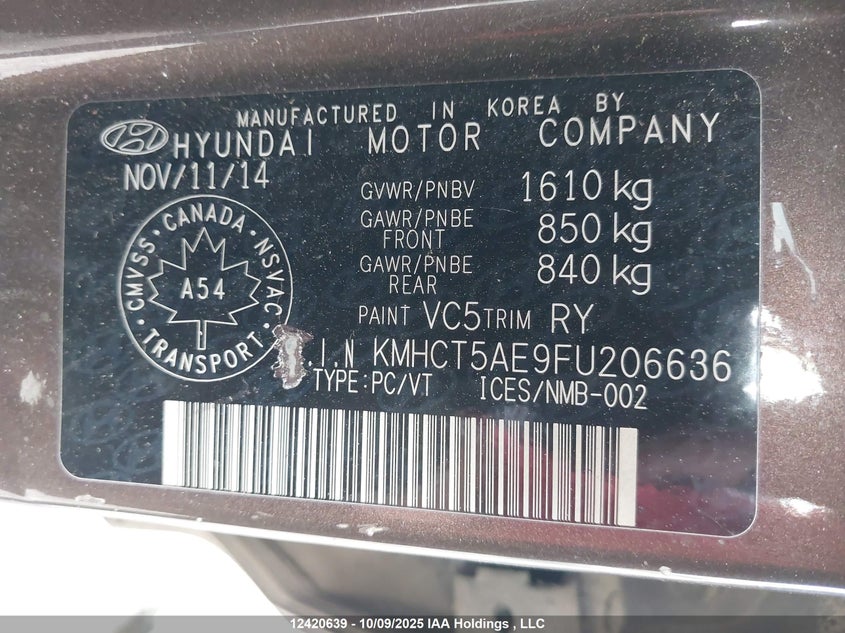 MANUFACTURED IN KOREA BY
HYUNDAI MOTOR COMPANY
NOV/11/14
GVWR/PNBV 1610 kg
GAWR/PNBE FRONT 850 kg
GAWR/PNBE REAR 840 kg
CMVSS · CANADA · NSVAC · TRANSPORT ·
A54
PAINT VC5 TRIM RY
.I.N KMHCT5AE9FU206636
TYPE:PC/VT ICES/NMB-002
12420639 - 10/09/2025 IAA Holdings , LLC